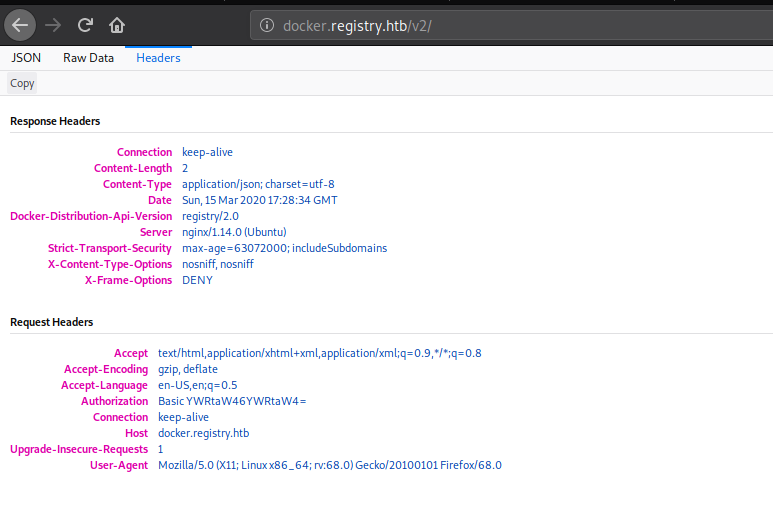 docker.registry.htb/v2/
JSON Raw Data Headers
Copy
Response Headers
Connection keep-alive
Content-Length 2
Content-Type application/json; charset=utf-8
Date Sun, 15 Mar 2020 17:28:34 GMT
Docker-Distribution-Api-Version registry/2.0
Server nginx/1.14.0 (Ubuntu)
Strict-Transport-Security max-age=63072000; includeSubdomains
X-Content-Type-Options nosniff, nosniff
X-Frame-Options DENY
Request Headers
Accept text/html,application/xhtml+xml,application/xml;q=0.9,*/*;q=0.8
Accept-Encoding gzip, deflate
Accept-Language en-US,en;q=0.5
Authorization Basic YWRtaW46YWRtaW4=
Connection keep-alive
Host docker.registry.htb
Upgrade-Insecure-Requests 1
User-Agent Mozilla/5.0 (X11; Linux x86_64; rv:68.0) Gecko/20100101 Firefox/68.0